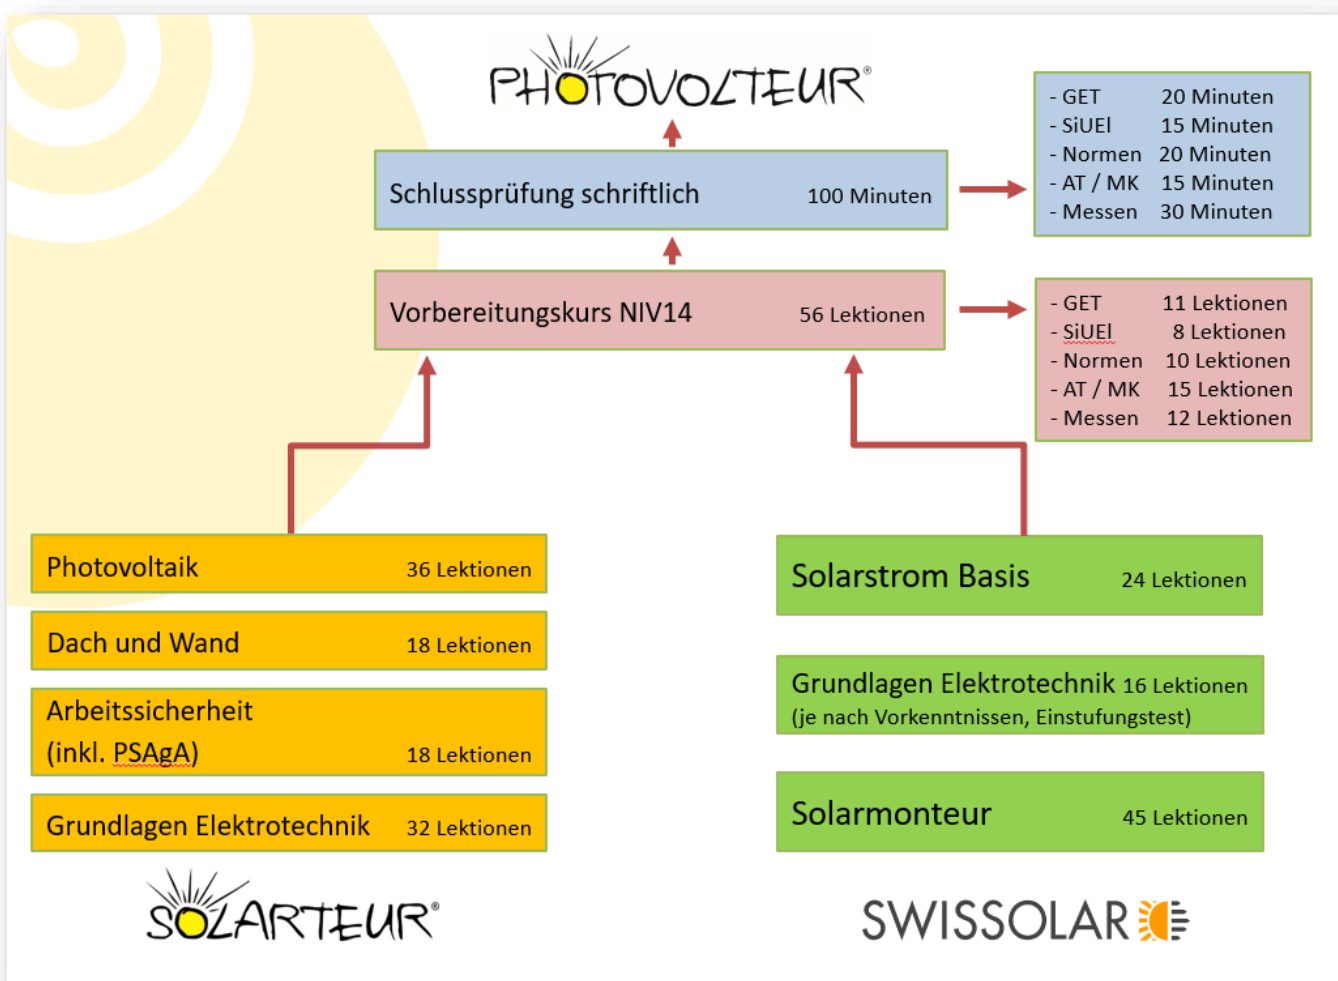 PHOTOVOLTEUR®
Schlussprüfung schriftlich 100 Minuten
- GET 20 Minuten
- SiUEl 15 Minuten
- Normen 20 Minuten
- AT / MK 15 Minuten
- Messen 30 Minuten
Vorbereitungskurs NIV14 56 Lektionen
- GET 11 Lektionen
- SiUEl 8 Lektionen
- Normen 10 Lektionen
- AT / MK 15 Lektionen
- Messen 12 Lektionen
Photovoltaik 36 Lektionen
Dach und Wand 18 Lektionen
Arbeitssicherheit
(inkl. PSAgA) 18 Lektionen
Grundlagen Elektrotechnik 32 Lektionen
SOLARTEUR®
Solarstrom Basis 24 Lektionen
Grundlagen Elektrotechnik 16 Lektionen
(je nach Vorkenntnissen, Einstufungstest)
Solarmonteur 45 Lektionen
SWISSOLAR